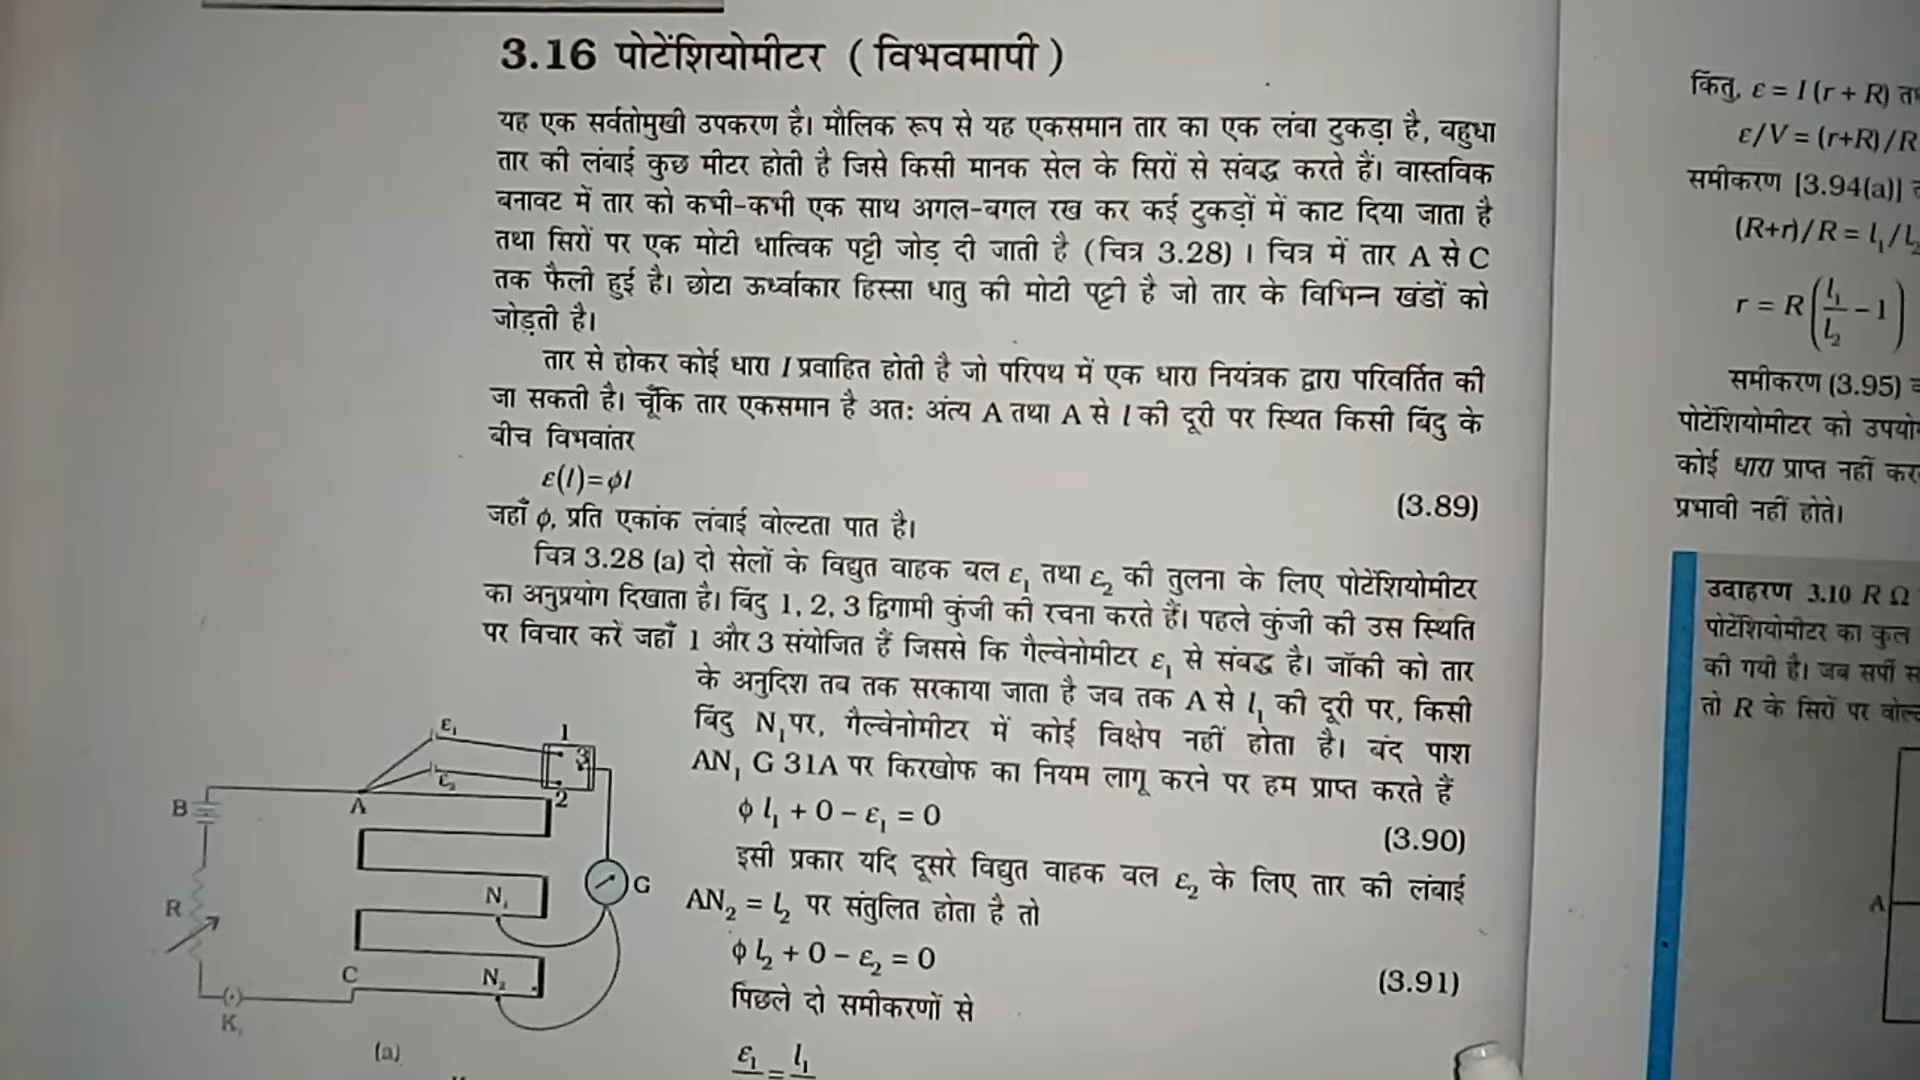 3.16 पोटेंशियोमीटर ( विभवमापी )
यह एक सर्वतोमुखी उपकरण है। मौलिक रूप से यह एकसमान तार का एक लंबा टुकड़ा है, बहुधा
तार की लंबाई कुछ मीटर होती है जिसे किसी मानक सेल के सिरों से संबद्ध करते हैं। वास्तविक
बनावट में तार को कभी-कभी एक साथ अगल-बगल रख कर कई टुकड़ों में काट दिया जाता है
तथा सिरों पर एक मोटी धात्विक पट्टी जोड़ दी जाती है (चित्र 3.28) । चित्र में तार A से C
तक फैली हुई है। छोटा ऊर्ध्वाकार हिस्सा धातु की मोटी पट्टी है जो तार के विभिन्न खंडों को
जोड़ती है।
तार से होकर कोई धारा I प्रवाहित होती है जो परिपथ में एक धारा नियंत्रक द्वारा परिवर्तित की
जा सकती है। चूँकि तार एकसमान है अत: अंत्य A तथा A से l की दूरी पर स्थित किसी बिंदु के
बीच विभवांतर
ε(l)=ϕl (3.89)
जहाँ ϕ, प्रति एकांक लंबाई वोल्टता पात है।
चित्र 3.28 (a) दो सेलों के विद्युत वाहक बल ε₁ तथा ε₂ की तुलना के लिए पोटेंशियोमीटर
का अनुप्रयोग दिखाता है। बिंदु 1, 2, 3 द्विगामी कुंजी की रचना करते हैं। पहले कुंजी की उस स्थिति
पर विचार करें जहाँ 1 और 3 संयोजित हैं जिससे कि गैल्वेनोमीटर ε₁ से संबद्ध है। जॉकी को तार
के अनुदिश तब तक सरकाया जाता है जब तक A से l₁ की दूरी पर, किसी
बिंदु N₁ पर, गैल्वेनोमीटर में कोई विक्षेप नहीं होता है। बंद पाश
AN₁ G 31A पर किरखोफ का नियम लागू करने पर हम प्राप्त करते हैं
ϕ l₁ + 0 – ε₁ = 0 (3.90)
इसी प्रकार यदि दूसरे विद्युत वाहक बल ε₂ के लिए तार की लंबाई
AN₂ = l₂ पर संतुलित होता है तो
ϕ l₂ + 0 – ε₂ = 0 (3.91)
पिछले दो समीकरणों से
ε₁ = l₁
ε₁
1
3
ε₂
2
B
A
G
N₁
R
C
N₂
K₁
(a)
किंतु, ε = I (r + R)
ε/V = (r+R)/R
समीकरण [3.94(a)]
(R+r)/R = l₁/l₂
r = R(l₁/l₂ – 1)
समीकरण (3.95)
पोटेंशियोमीटर को
कोई धारा प्राप्त नहीं
प्रभावी नहीं होते।
उदाहरण 3.10 R Ω
पोटेंशियोमीटर का कुल
की गयी है। जब सर्पी
तो R के सिरों पर
A